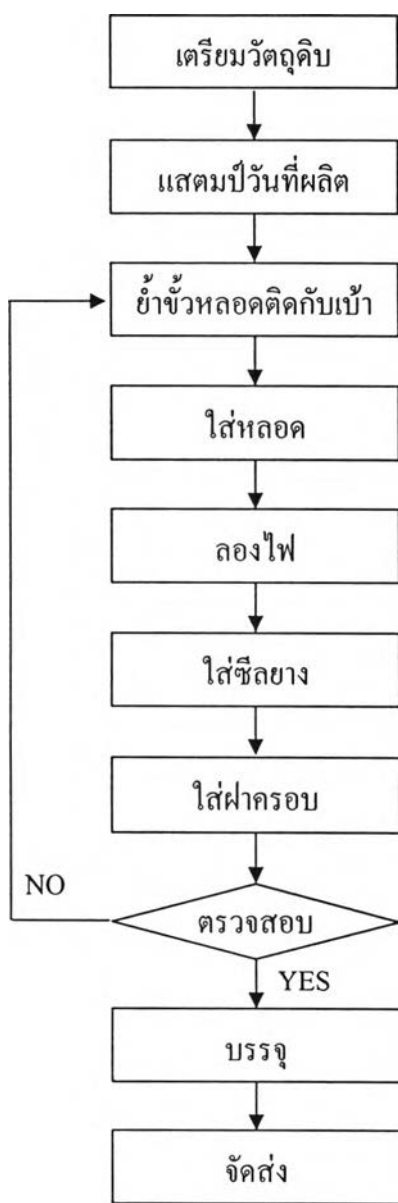 เตรียมวัตถุดิบ
แสตมป์วันที่ผลิต
ย้ำขั้วหลอดติดกับเบ้า
ใส่หลอด
ลองไฟ
ใส่ซีลยาง
ใส่ฝาครอบ
NO
ตรวจสอบ
YES
บรรจุ
จัดส่ง